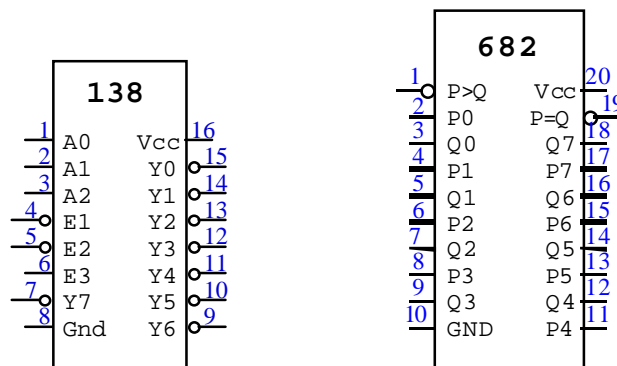 138
1 A0 Vcc 16
2 A1 Y0 15
3 A2 Y1 14
4 E1 Y2 13
5 E2 Y3 12
6 E3 Y4 11
7 Y7 Y5 10
8 Gnd Y6 9
682
1 P>Q Vcc 20
2 P0 P=Q 19
3 Q0 Q7 18
4 P1 P7 17
5 Q1 Q6 16
6 P2 P6 15
7 Q2 Q5 14
8 P3 P5 13
9 Q3 Q4 12
10 GND P4 11